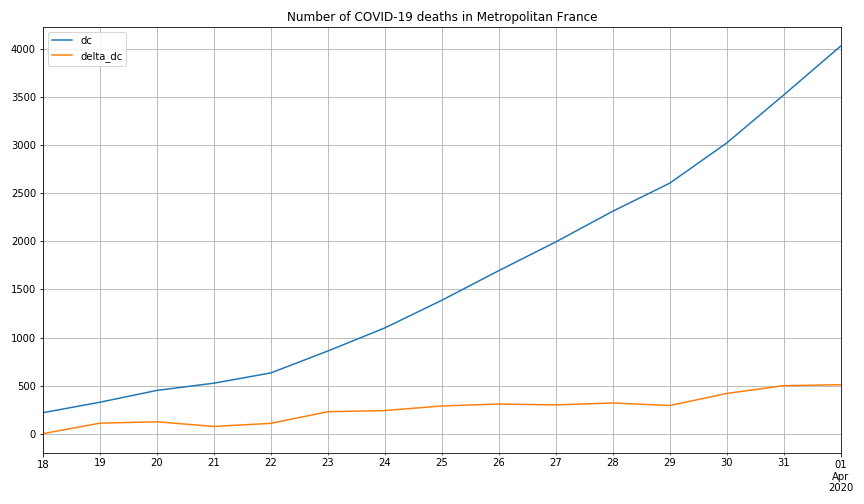 Number of COVID-19 deaths in Metropolitan France
dc
delta_dc
4000
3500
3000
2500
2000
1500
1000
500
0
18 19 20 21 22 23 24 25 26 27 28 29 30 31 01
Apr
2020